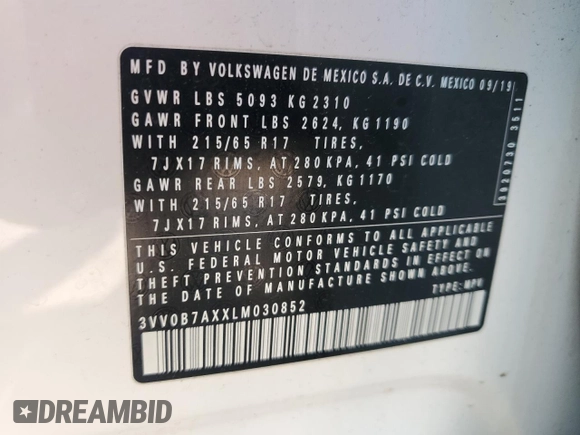 MFD BY VOLKSWAGEN DE MEXICO S.A. DE C.V. MEXICO 09/19
GVWR LBS 5093 KG 2310
GAWR FRONT LBS 2624, KG 1190
WITH 215/65 R17 TIRES,
7JX17 RIMS, AT 280 KPA, 41 PSI COLD
GAWR REAR LBS 2579, KG 1170
WITH 215/65 R17 TIRES,
7JX17 RIMS, AT 280 KPA, 41 PSI COLD
THIS VEHICLE CONFORMS TO ALL APPLICABLE
U.S. FEDERAL MOTOR VEHICLE SAFETY AND
THEFT PREVENTION STANDARDS IN EFFECT ON
THE DATE OF MANUFACTURE SHOWN ABOVE.
3VV0B7AXXLM030852 TYPE: MPV
3920730 3511
DREAMBID